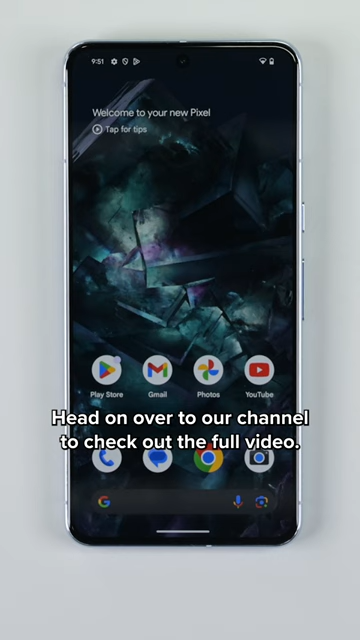 9:51
Welcome to your new Pixel
Tap for tips
Play Store
Gmail
Photos
YouTube
Head on over to our channel
to check out the full video.
G